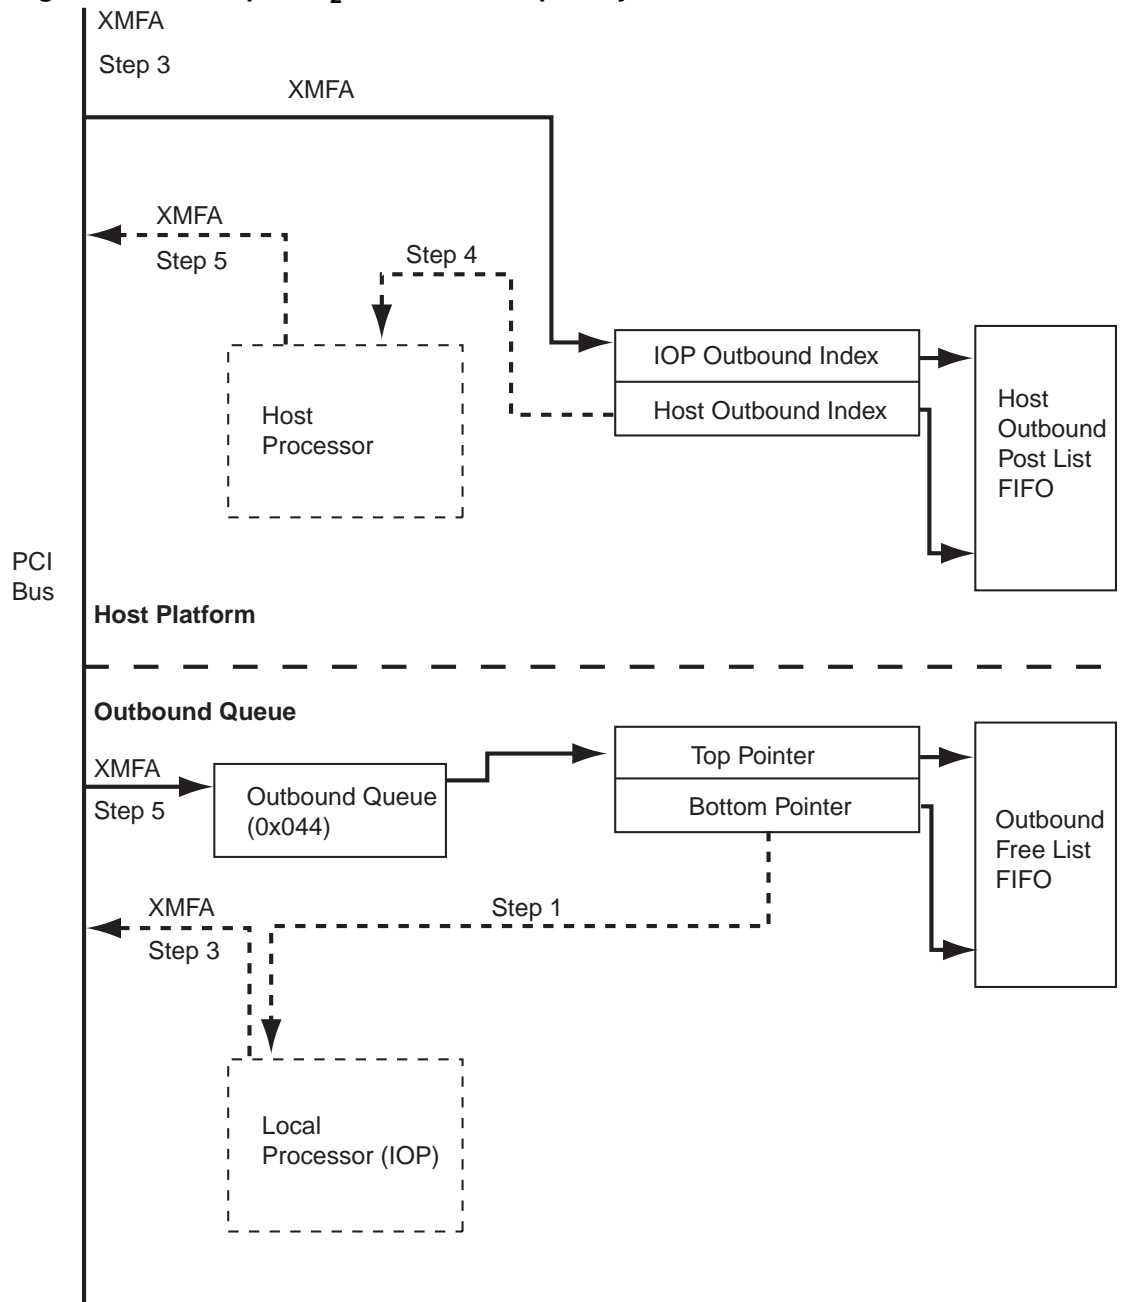 XMFA
Step 3
XMFA
XMFA
Step 5
Step 4
IOP Outbound Index
Host Outbound Index
Host
Processor
Host
Outbound
Post List
FIFO
PCI
Bus
Host Platform
Outbound Queue
XMFA
Step 5
Outbound Queue
(0x044)
Top Pointer
Bottom Pointer
Outbound
Free List
FIFO
XMFA
Step 3
Step 1
Local
Processor (IOP)